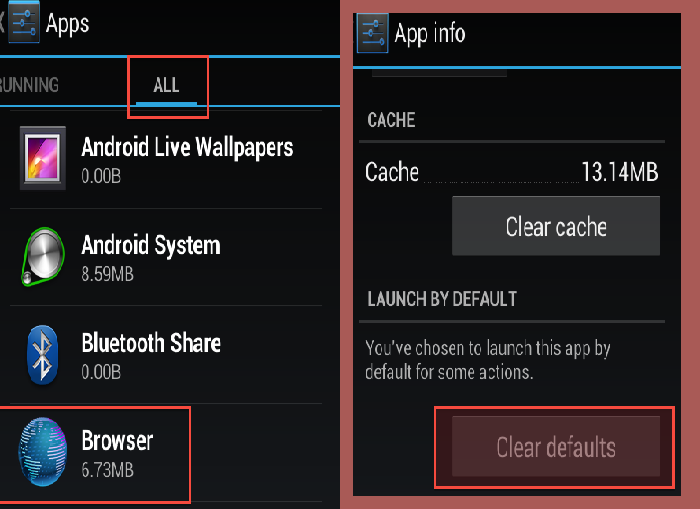 Apps
RUNNING
ALL
Android Live Wallpapers
0.00B
Android System
8.59MB
Bluetooth Share
0.00B
Browser
6.73MB
App info
CACHE
Cache 13.14MB
Clear cache
LAUNCH BY DEFAULT
You've chosen to launch this app by
default for some actions.
Clear defaults